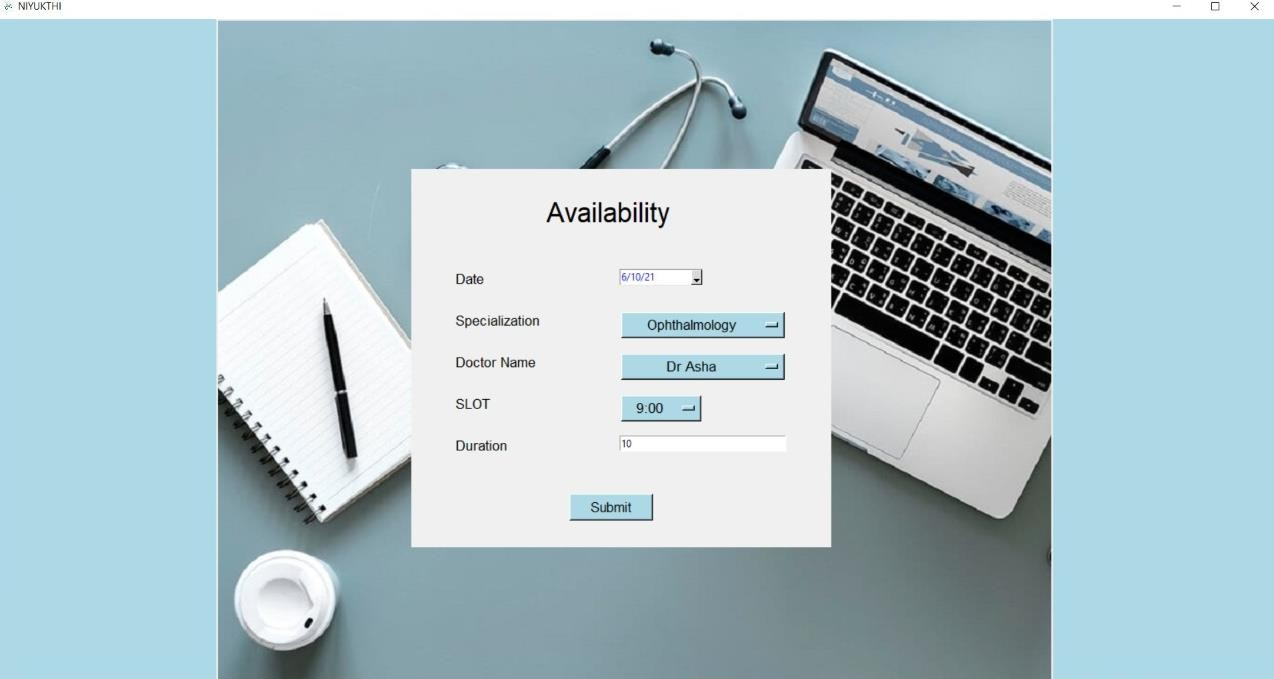 NIYUKTHI
Availability
Date 6/10/21
Specialization Ophthalmology
Doctor Name Dr Asha
SLOT 9:00
Duration 10
Submit